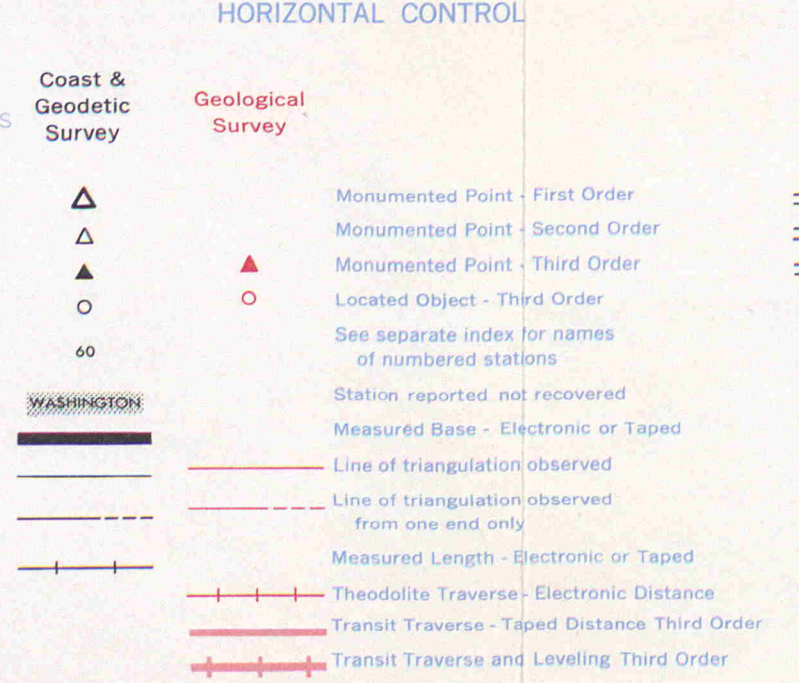 HORIZONTAL CONTROL
Coast &
Geodetic
Survey
Geological
Survey
S
Monumented Point - First Order
Monumented Point - Second Order
Monumented Point - Third Order
Located Object - Third Order
60
See separate index for names
of numbered stations
WASHINGTON
Station reported not recovered
Measured Base - Electronic or Taped
Line of triangulation observed
Line of triangulation observed
from one end only
Measured Length - Electronic or Taped
Theodolite Traverse - Electronic Distance
Transit Traverse - Taped Distance Third Order
Transit Traverse and Leveling Third Order